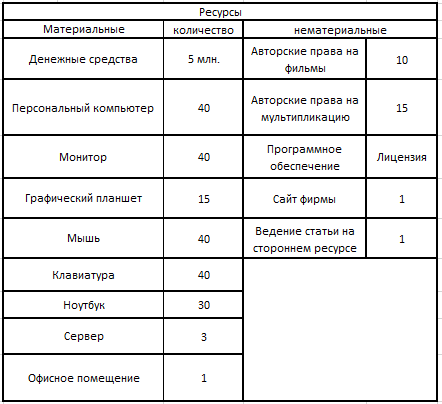 Ресурсы
Материальные количество нематериальные
Денежные средства 5 млн. Авторские права на
фильмы 10
Персональный компьютер 40 Авторские права на
мультипликацию 15
Монитор 40 Программное
обеспечение Лицензия
Графический планшет 15 Сайт фирмы 1
Мышь 40 Ведение статьи на
стороннем ресурсе 1
Клавиатура 40
Ноутбук 30
Сервер 3
Офисное помещение 1